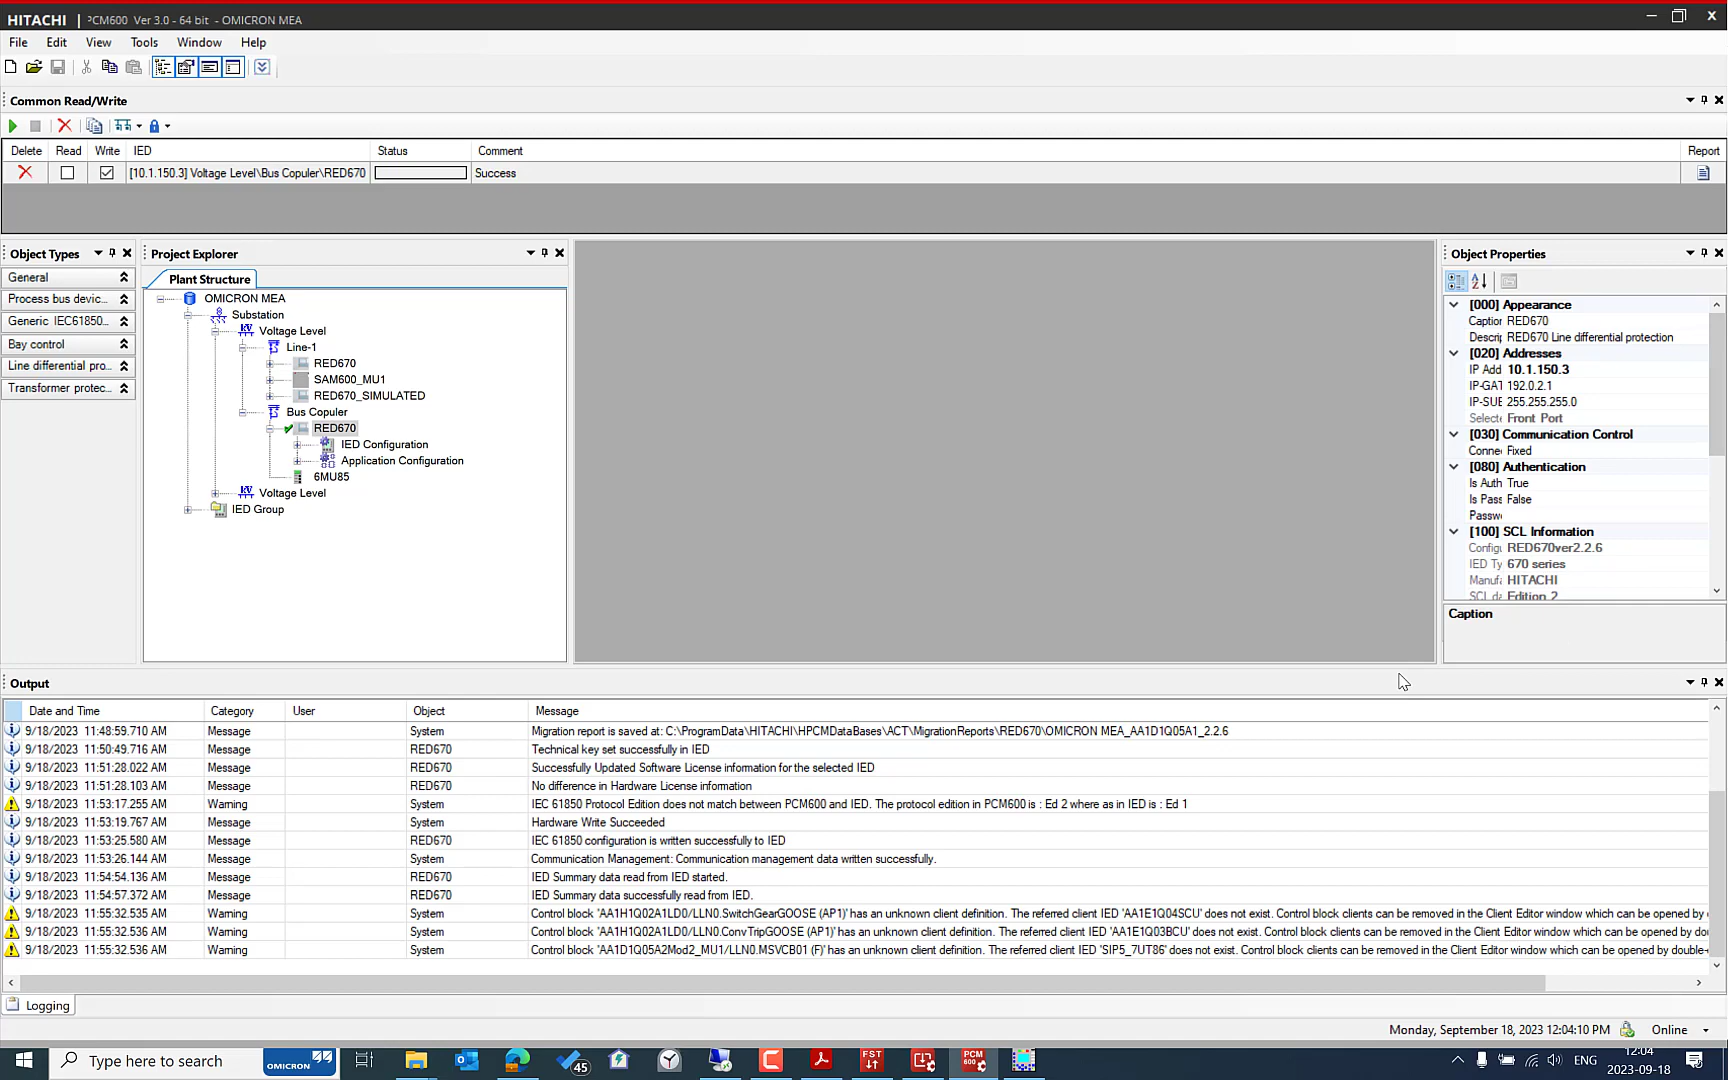 HITACHI | PCM600 Ver 3.0 - 64 bit - OMICRON MEA
File Edit View Tools Window Help
Common Read/Write
Delete Read Write IED Status Comment Report
[10.1.150.3] Voltage Level\Bus Copuler\RED670 Success
Object Types
General
Process bus devic...
Generic IEC61850...
Bay control
Line differential pro...
Transformer protec...
Project Explorer
Plant Structure
OMICRON MEA
Substation
Voltage Level
Line-1
RED670
SAM600_MU1
RED670_SIMULATED
Bus Copuler
RED670
IED Configuration
Application Configuration
6MU85
Voltage Level
IED Group
Object Properties
[000] Appearance
Caption RED670
Descrip RED670 Line differential protection
[020] Addresses
IP Add 10.1.150.3
IP-GAT 192.0.2.1
IP-SUE 255.255.255.0
Selecte Front Port
[030] Communication Control
Conne Fixed
[080] Authentication
Is Auth True
Is Pass False
Passwo
[100] SCL Information
Configu RED670ver2.2.6
IED Ty 670 series
Manufa HITACHI
SCL da Edition 2
Caption
Output
Date and Time Category User Object Message
9/18/2023 11:48:59.710 AM Message System Migration report is saved at: C:\ProgramData\HITACHI\HPCMDataBases\ACT\MigrationReports\RED670\OMICRON MEA_AA1D1Q05A1_2.2.6
9/18/2023 11:50:49.716 AM Message RED670 Technical key set successfully in IED
9/18/2023 11:51:28.022 AM Message RED670 Successfully Updated Software License information for the selected IED
9/18/2023 11:51:28.103 AM Message RED670 No difference in Hardware License information
9/18/2023 11:53:17.255 AM Warning System IEC 61850 Protocol Edition does not match between PCM600 and IED. The protocol edition in PCM600 is : Ed 2 where as in IED is : Ed 1
9/18/2023 11:53:19.767 AM Message System Hardware Write Succeeded
9/18/2023 11:53:25.580 AM Message RED670 IEC 61850 configuration is written successfully to IED
9/18/2023 11:53:26.144 AM Message System Communication Management: Communication management data written successfully.
9/18/2023 11:54:54.136 AM Message RED670 IED Summary data read from IED started.
9/18/2023 11:54:57.372 AM Message RED670 IED Summary data successfully read from IED.
9/18/2023 11:55:32.535 AM Warning System Control block 'AA1H1Q02A1LD0/LLN0.SwitchGearGOOSE (AP1)' has an unknown client definition. The referred client IED 'AA1E1Q04SCU' does not exist. Control block clients can be removed in the Client Editor window which can be opened by do
9/18/2023 11:55:32.536 AM Warning System Control block 'AA1H1Q02A1LD0/LLN0.ConvTripGOOSE (AP1)' has an unknown client definition. The referred client IED 'AA1E1Q03BCU' does not exist. Control block clients can be removed in the Client Editor window which can be opened by dou
9/18/2023 11:55:32.536 AM Warning System Control block 'AA1D1Q05A2Mod2_MU1/LLN0.MSVCB01 (F)' has an unknown client definition. The referred client IED 'SIP5_7UT86' does not exist. Control block clients can be removed in the Client Editor window which can be opened by double-
Logging
Monday, September 18, 2023 12:04:10 PM Online
Type here to search OMICRON 45 FST PCM 600 ENG 12:04
2023-09-18